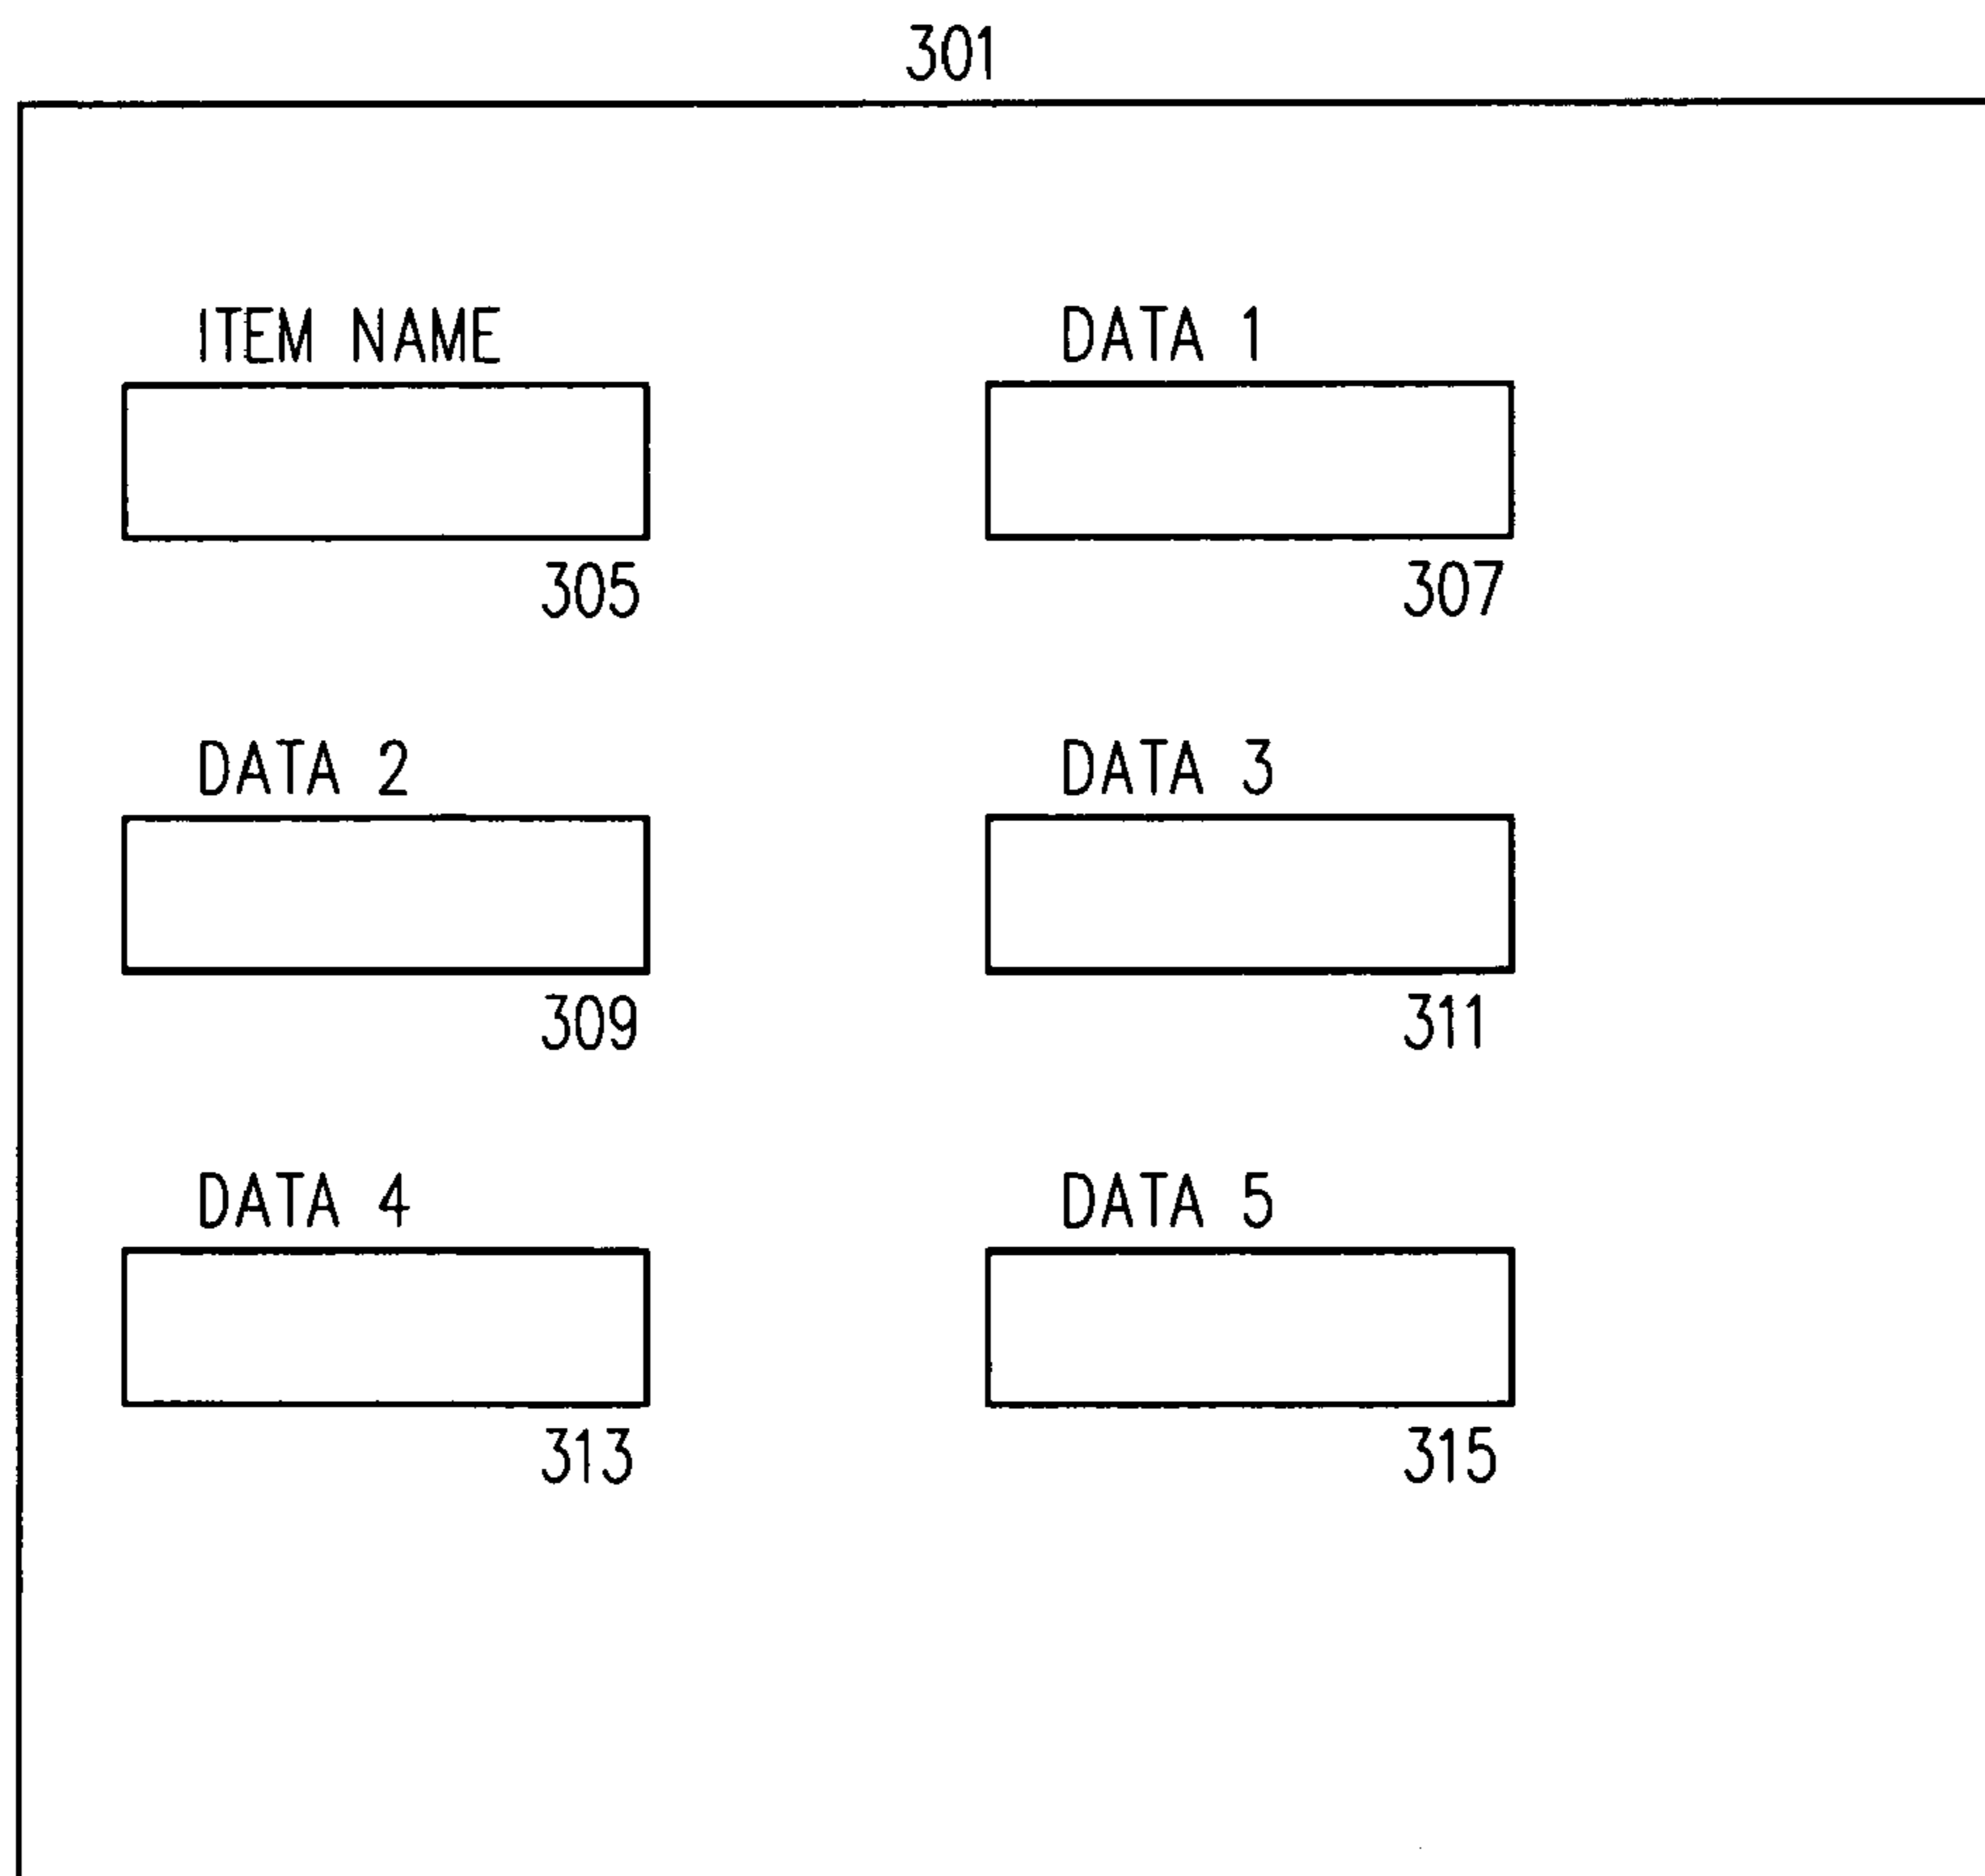 301
ITEM NAME
DATA 1
305
307
DATA 2
DATA 3
309
311
DATA 4
DATA 5
313
315